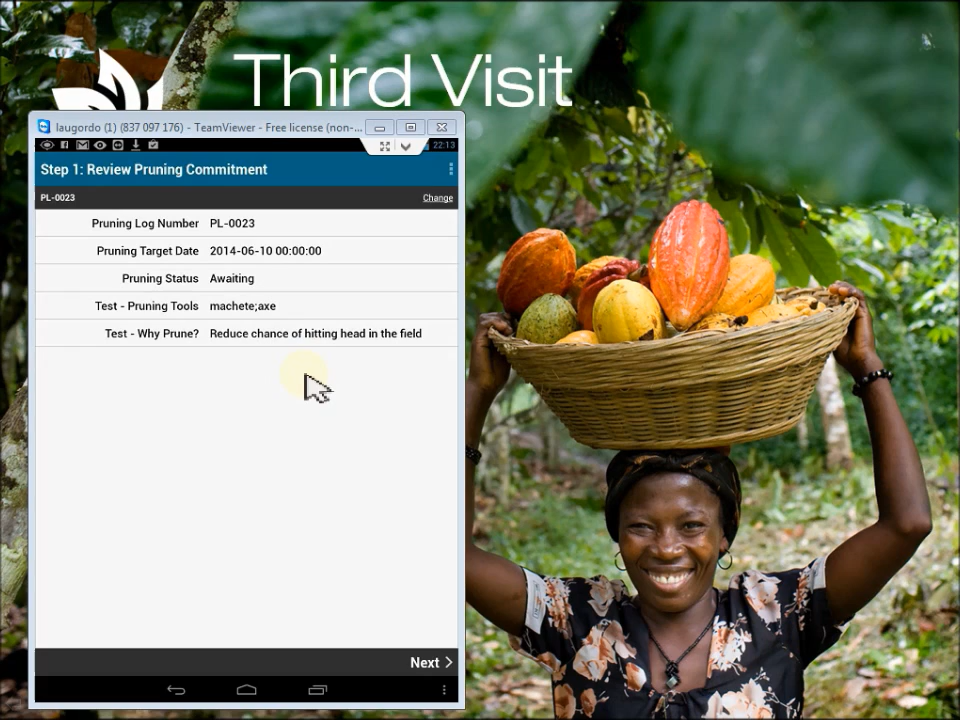 Third Visit
laugordo (1) (837 097 176) - TeamViewer - Free license (non-...
22:13
Step 1: Review Pruning Commitment
PL-0023 Change
Pruning Log Number PL-0023
Pruning Target Date 2014-06-10 00:00:00
Pruning Status Awaiting
Test - Pruning Tools machete;axe
Test - Why Prune? Reduce chance of hitting head in the field
Next